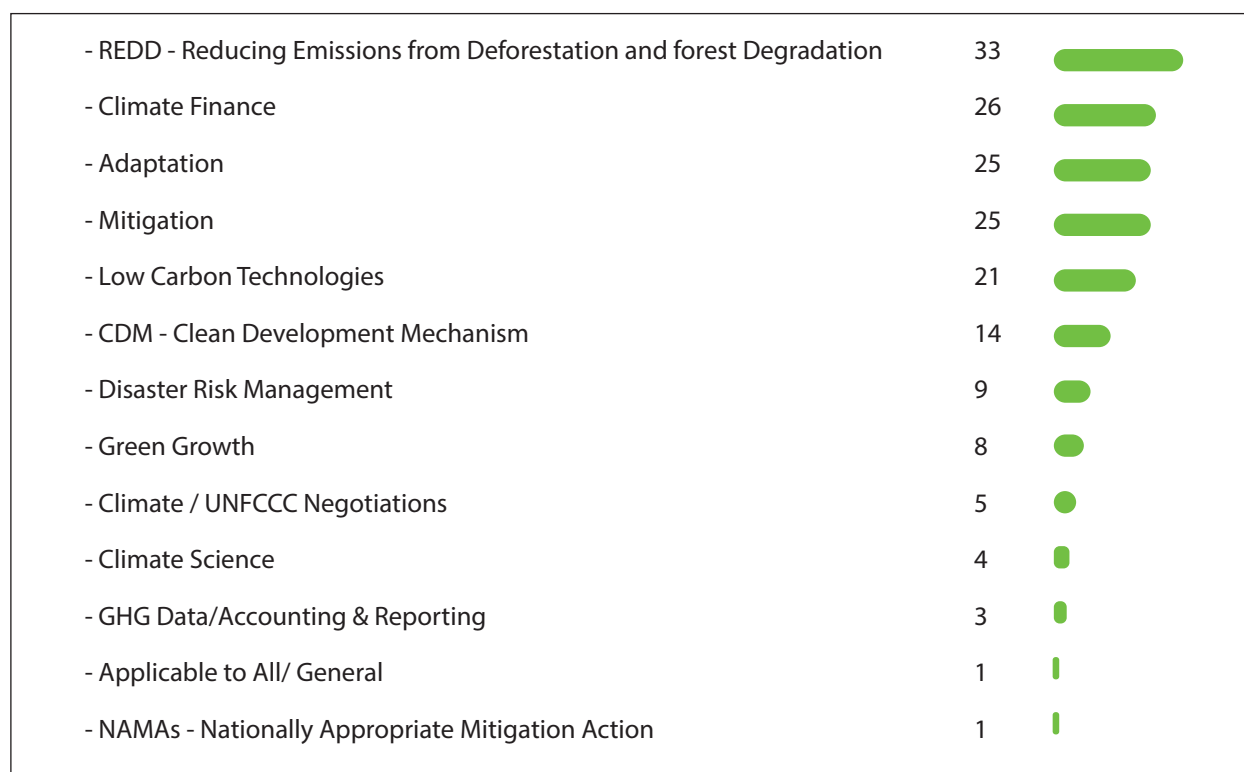 - REDD - Reducing Emissions from Deforestation and forest Degradation 33
- Climate Finance 26
- Adaptation 25
- Mitigation 25
- Low Carbon Technologies 21
- CDM - Clean Development Mechanism 14
- Disaster Risk Management 9
- Green Growth 8
- Climate / UNFCCC Negotiations 5
- Climate Science 4
- GHG Data/Accounting & Reporting 3
- Applicable to All/ General 1
- NAMAs - Nationally Appropriate Mitigation Action 1